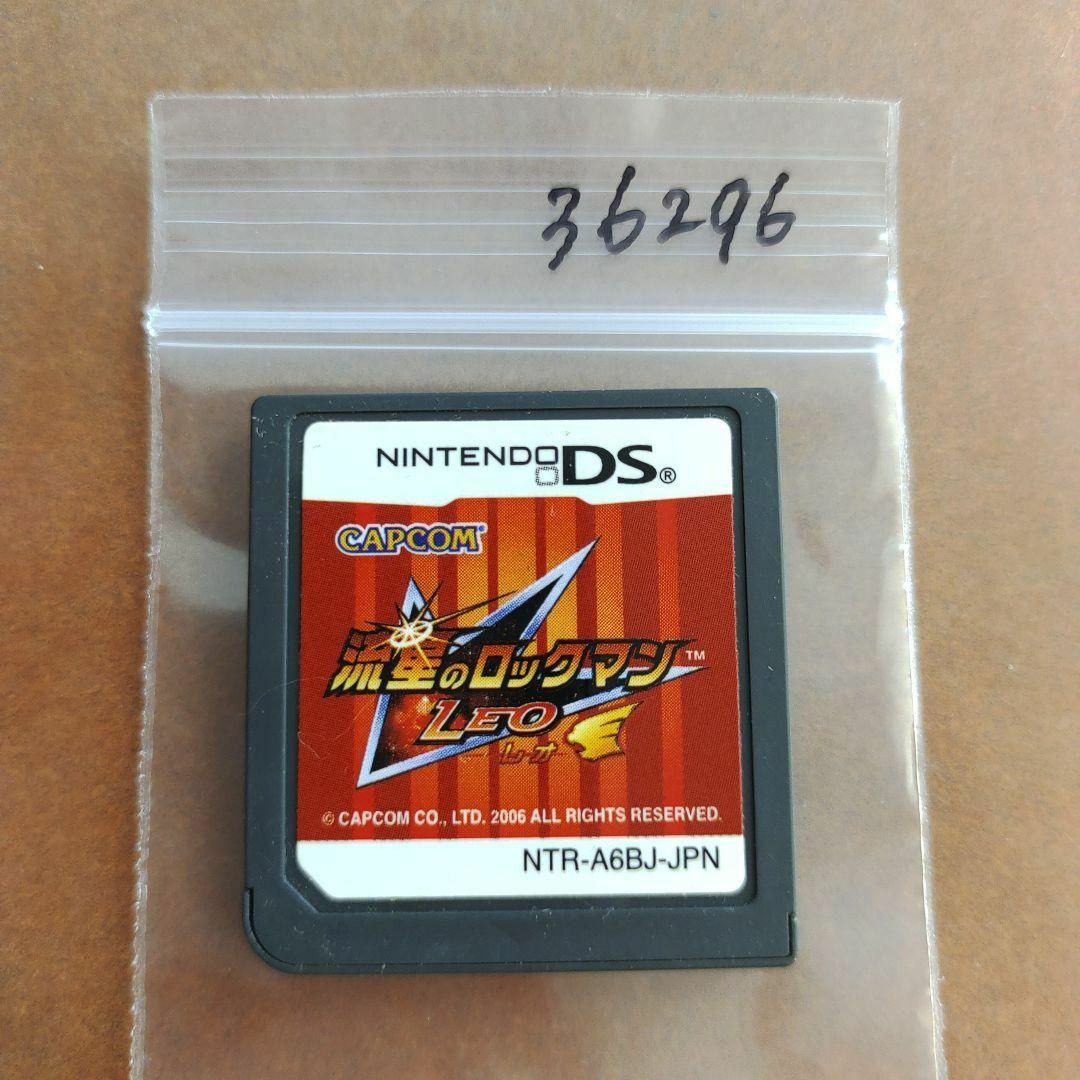 36296
NINTENDO DS®
CAPCOM
流星のロックマン™
LEO
レオ
© CAPCOM CO., LTD. 2006 ALL RIGHTS RESERVED.
NTR-A6BJ-JPN